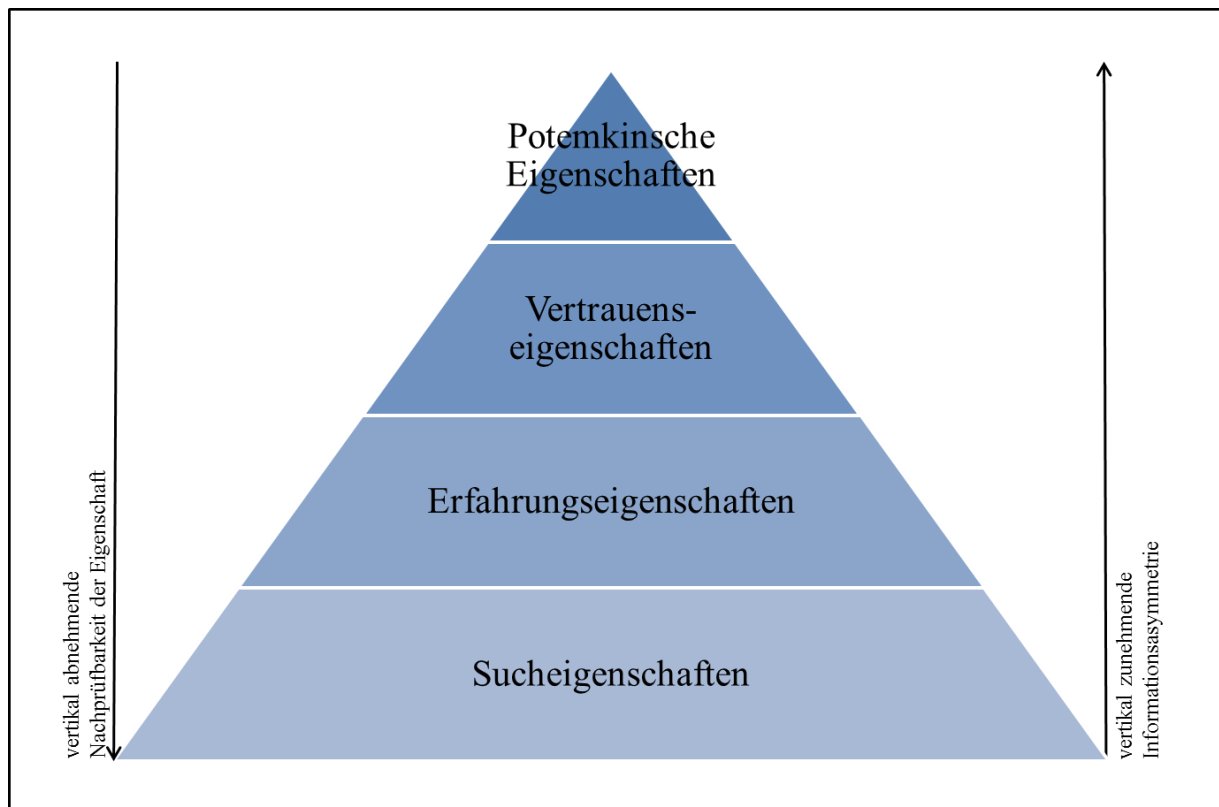 Potemkinsche
Eigenschaften
Vertrauens-
eigenschaften
Erfahrungseigenschaften
Sucheigenschaften
vertikal abnehmende
Nachprüfbarkeit der Eigenschaft
vertikal zunehmende
Informationsasymmetrie